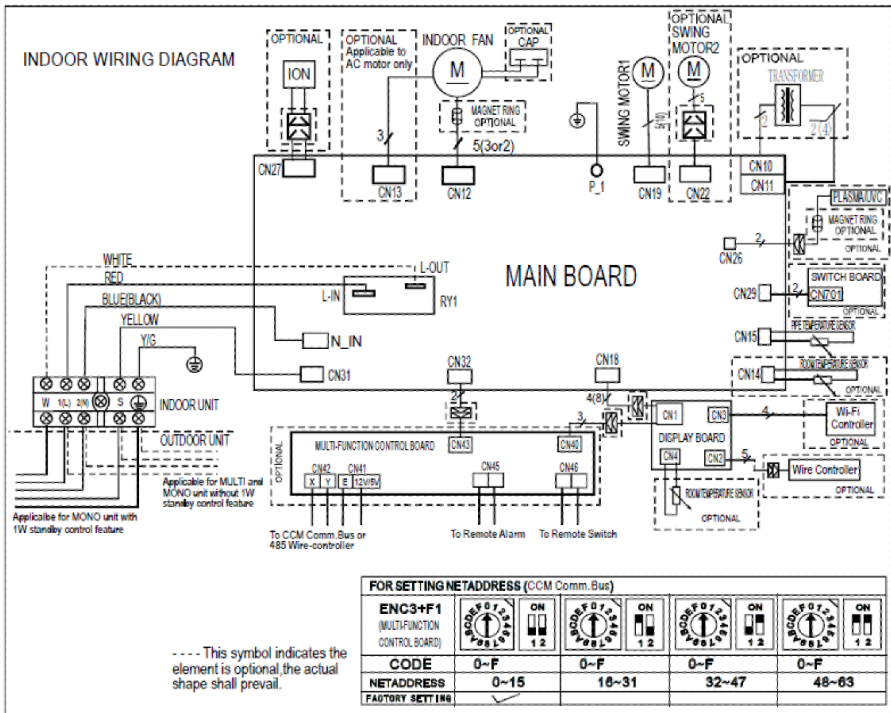 INDOOR WIRING DIAGRAM
OPTIONAL
ION
CN27
OPTIONAL
Applicable to
AC motor only
CN13
INDOOR FAN
M
OPTIONAL
CAP
MAGNET RING
OPTIONAL
3
5(3or2)
CN12
P_1
SWING MOTOR1
M
5(10)
CN19
OPTIONAL
SWING
MOTOR2
M
5
CN22
OPTIONAL
TRANSFORMER
2
2(4)
CN10
CN11
PLASMA/UVC
MAGNET RING
OPTIONAL
OPTIONAL
2
CN26
SWITCH BOARD
CN701
OPTIONAL
2
CN29
PIPE TEMPERATURE SENSOR
CN15
ROOM TEMPERATURE SENSOR
OPTIONAL
CN14
MAIN BOARD
L-OUT
L-IN
RY1
WHITE
RED
BLUE(BLACK)
YELLOW
Y/G
N_IN
CN31
CN32
CN18
W 1(L) 2(N) S
INDOOR UNIT
OUTDOOR UNIT
Applicable for MULTI and
MONO unit without 1W
standby control feature
Applicalbe for MONO unit with
1W standby control feature
2
4(8)
3
OPTIONAL
MULTI-FUNCTION CONTROL BOARD
CN43
CN40
CN42 CN41
X Y E 12V/5V
CN45
CN46
To CCM Comm.Bus or
485 Wire-controller
To Remote Alarm
To Remote Switch
CN1
CN3
DISPLAY BOARD
CN4
CN2
4
Wi-Fi
Controller
OPTIONAL
5
Wire Controller
OPTIONAL
ROOM TEMPERATURE SENSOR
OPTIONAL
- - - - This symbol indicates the
element is optional,the actual
shape shall prevail.
FOR SETTING NETADDRESS (CCM Comm.Bus)
ENC3+F1
(MULTI-FUNCTION
CONTROL BOARD)
ON
1 2
ON
1 2
ON
1 2
ON
1 2
CODE 0~F 0~F 0~F 0~F
NETADDRESS 0~15 16~31 32~47 48~63
FACTORY SETTING